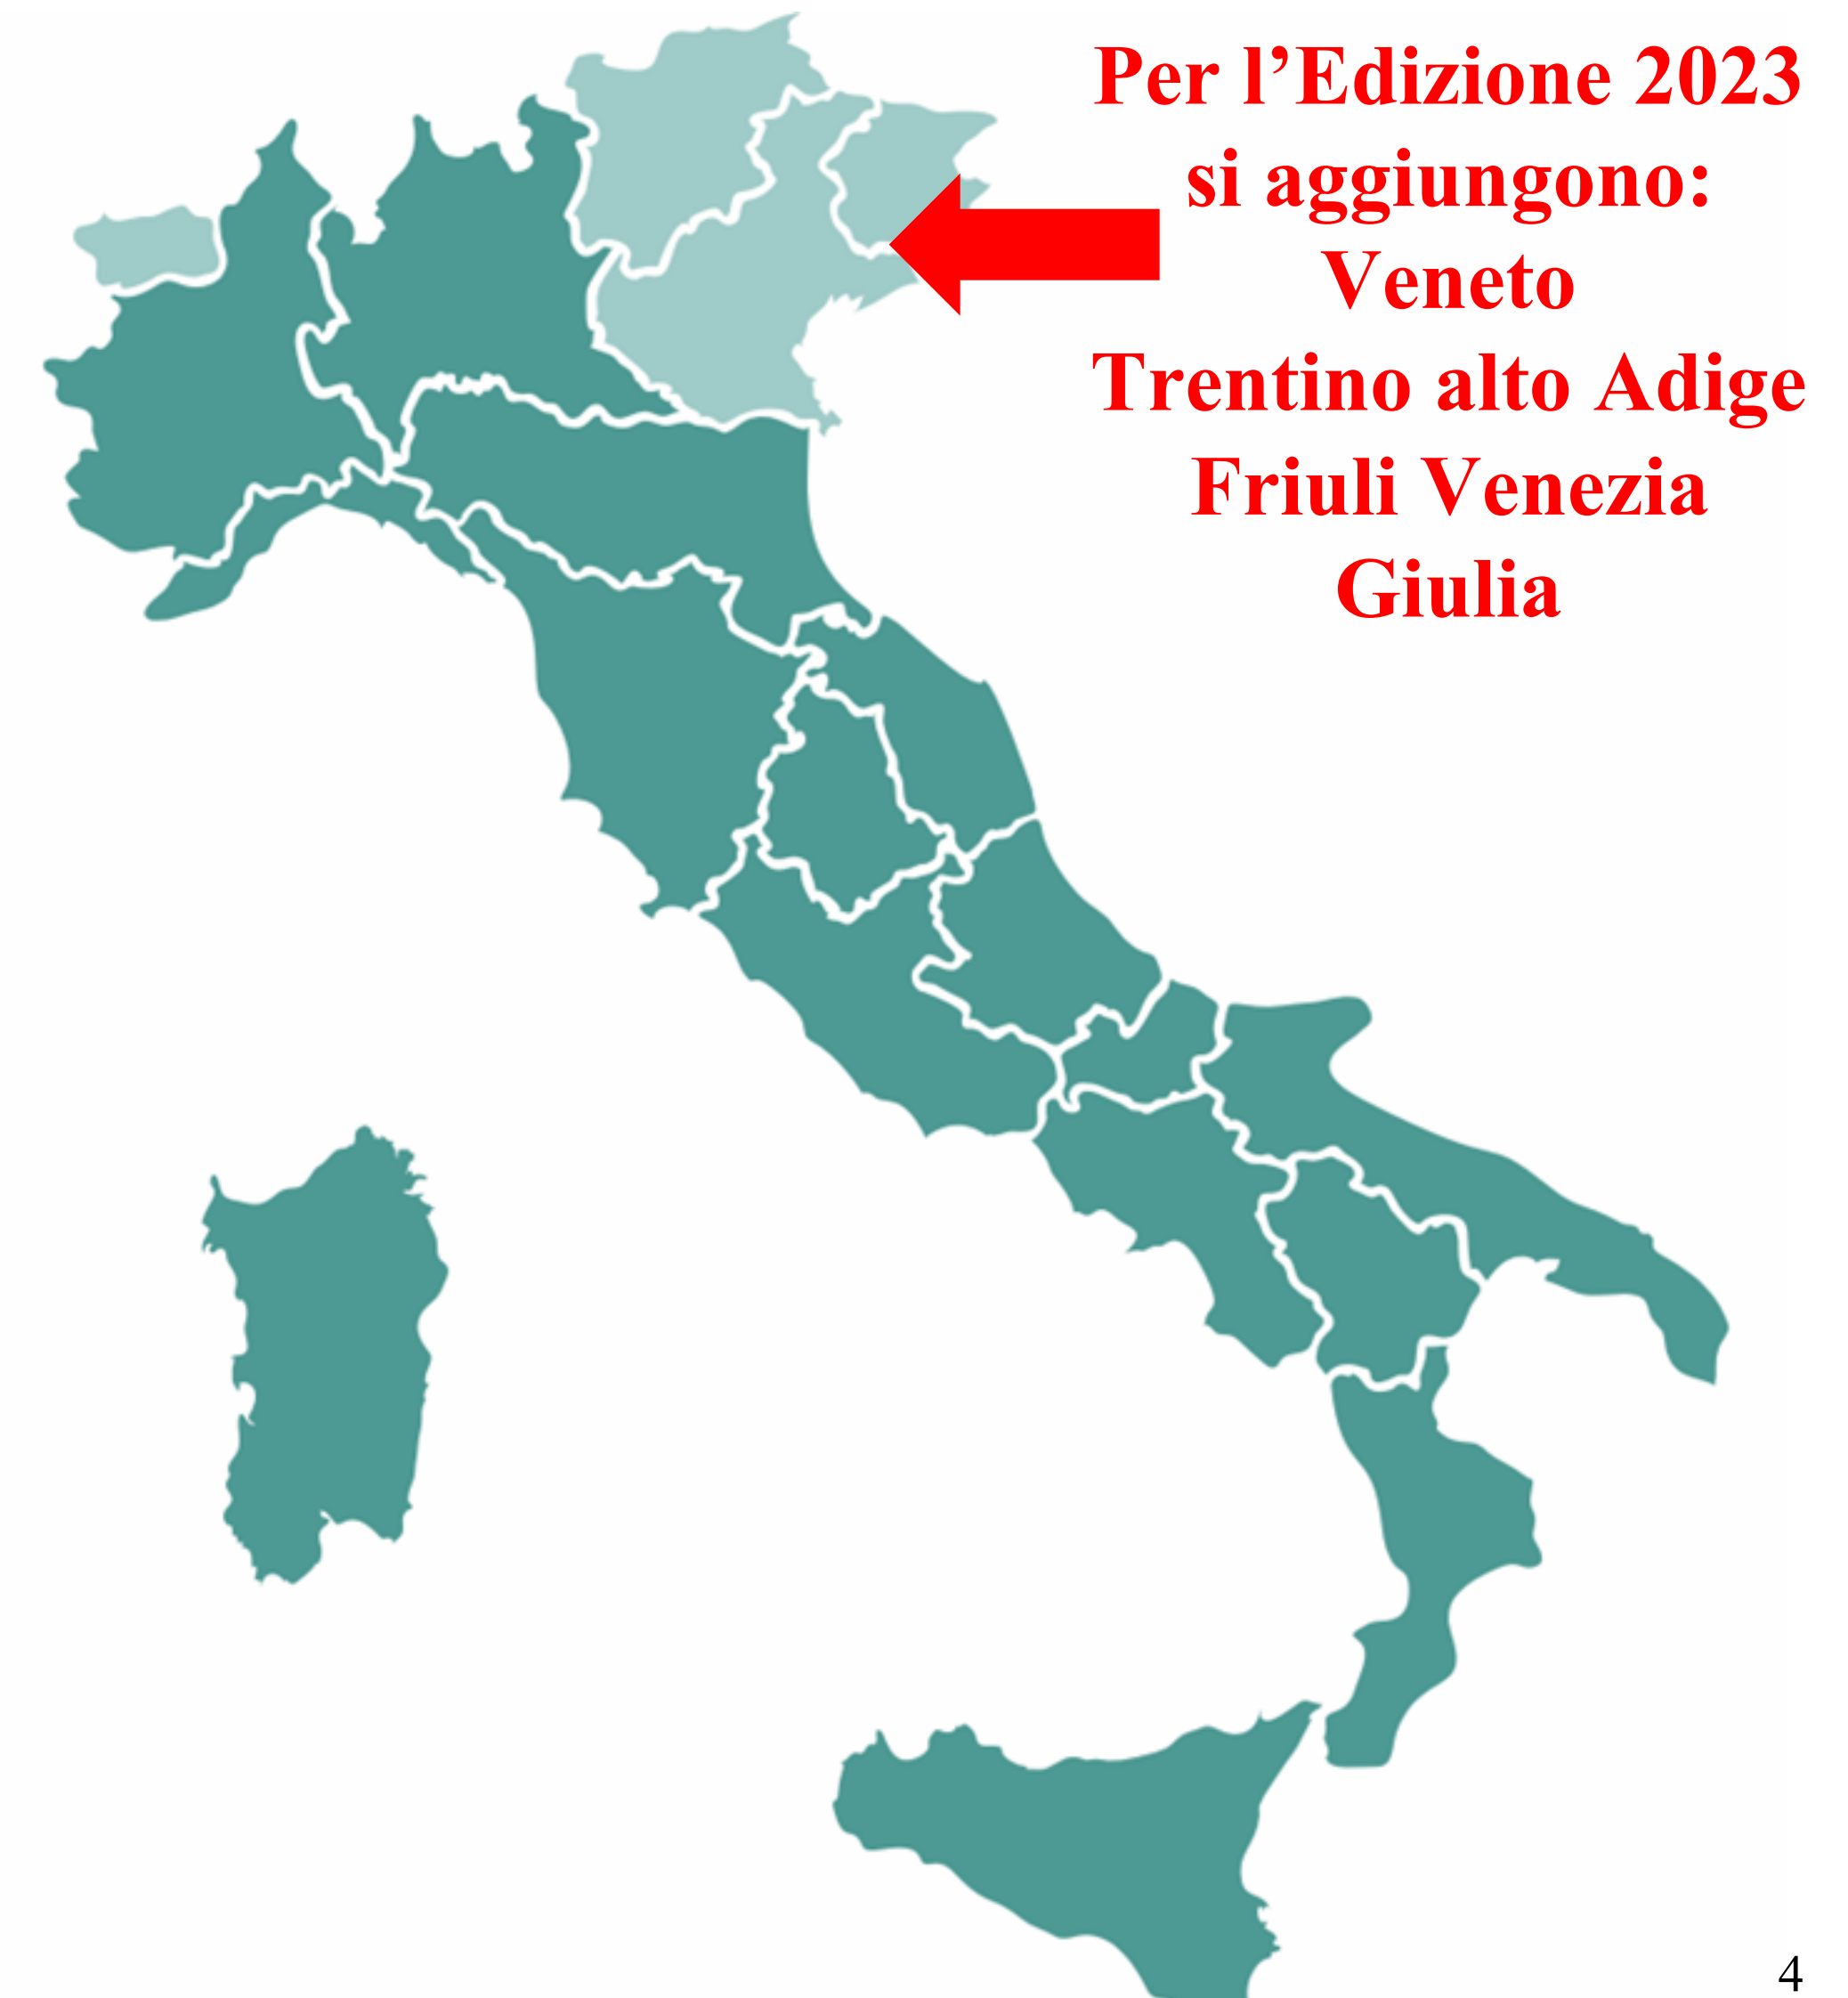 Per l’Edizione 2023
si aggiungono:
Veneto
Trentino alto Adige
Friuli Venezia
Giulia
4